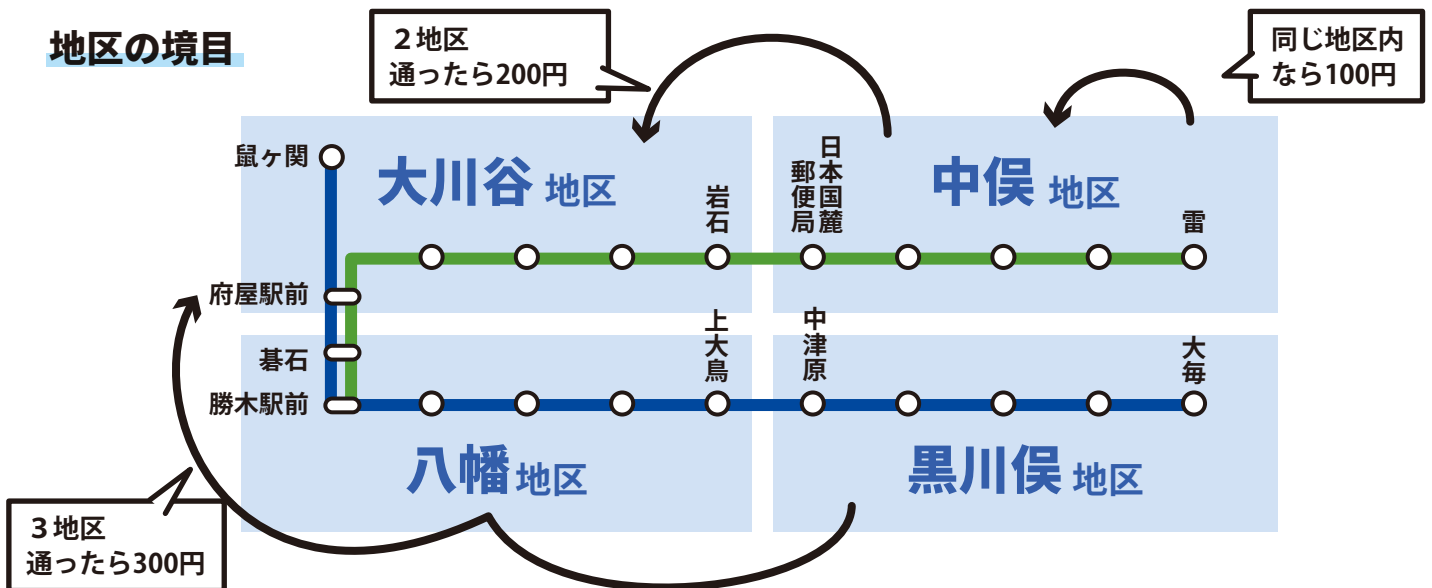 地区の境目
２地区
通ったら200円
同じ地区内
なら100円
鼠ヶ関
大川谷 地区
岩石
日本国麓
郵便局
中俣 地区
雷
府屋駅前
碁石
勝木駅前
上大鳥
中津原
大毎
八幡 地区
黒川俣 地区
３地区
通ったら300円